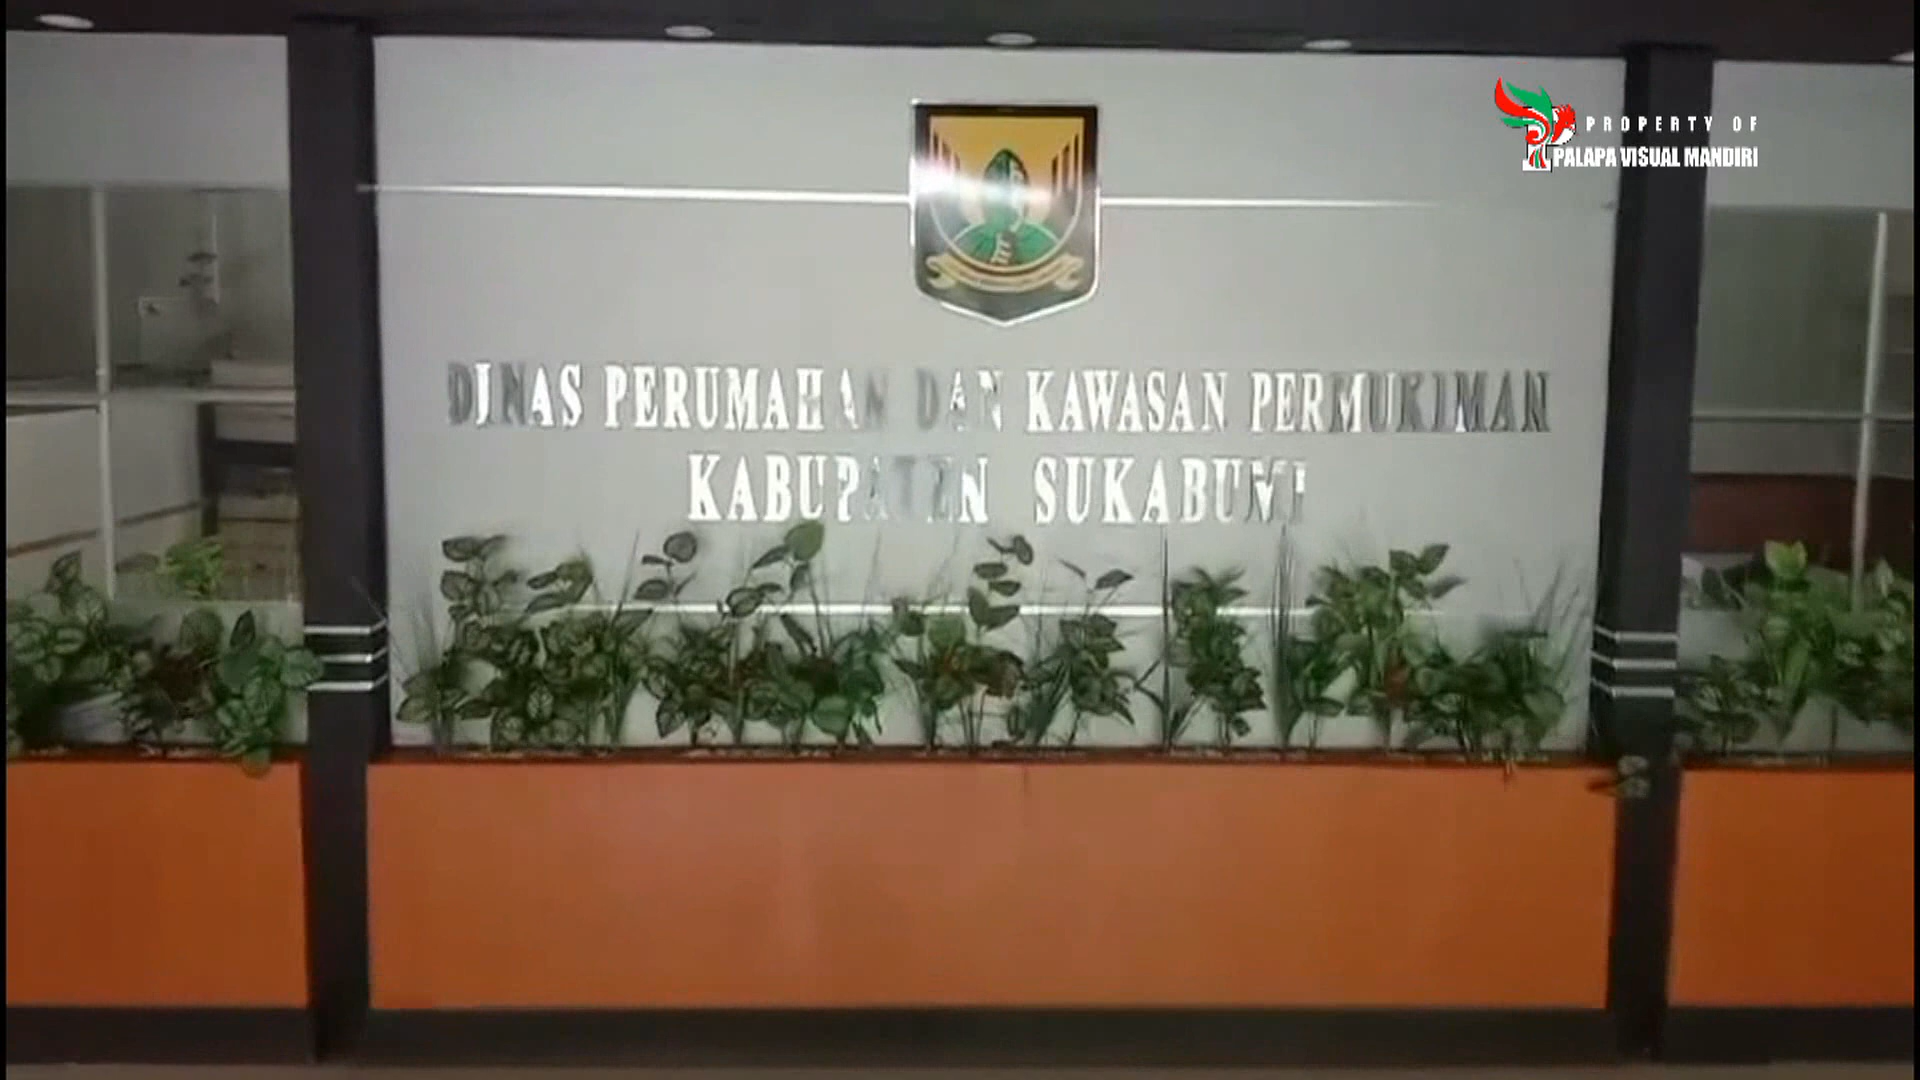 PROPERTY OF
PALAPA VISUAL MANDIRI
DINAS PERUMAHAN DAN KAWASAN PERMUKIMAN
KABUPATEN SUKABUMI